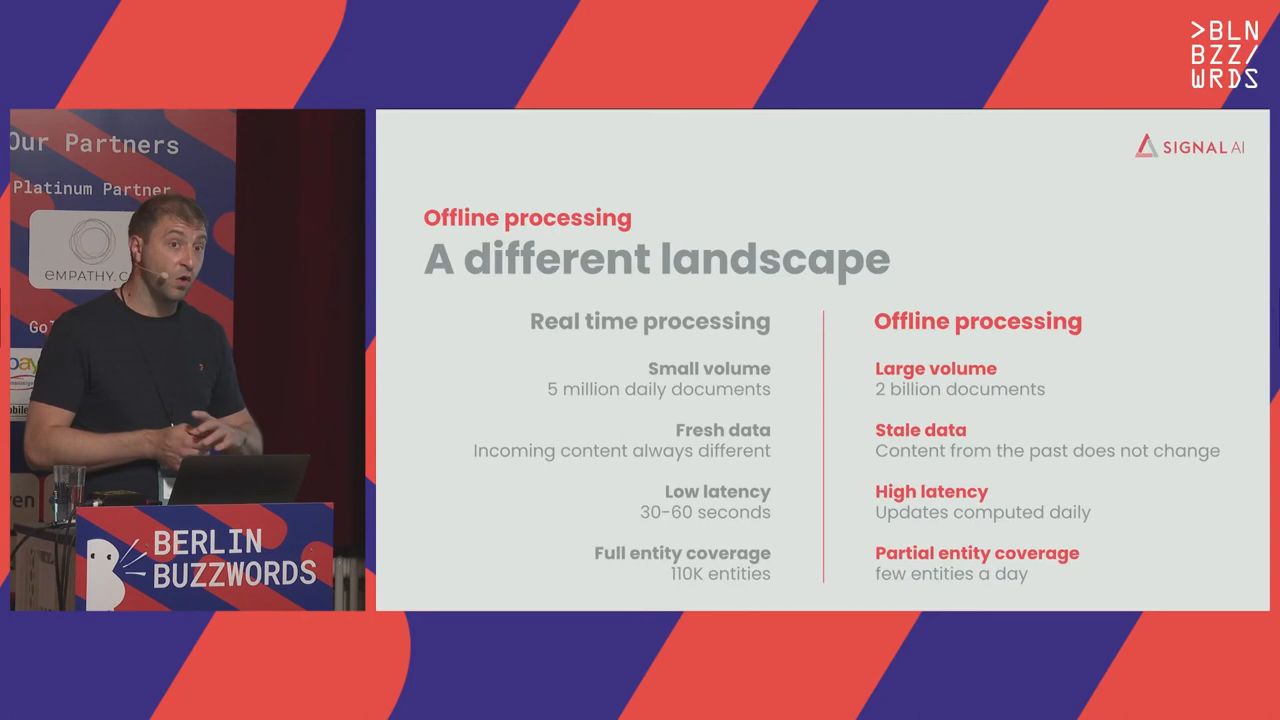 >BLN
BZZ/
WRDS
Our Partners
Platinum Partner
EMPATHY.C
BERLIN
BUZZWORDS
SIGNAL AI
Offline processing
A different landscape
Real time processing
Small volume
5 million daily documents
Fresh data
Incoming content always different
Low latency
30-60 seconds
Full entity coverage
110K entities
Offline processing
Large volume
2 billion documents
Stale data
Content from the past does not change
High latency
Updates computed daily
Partial entity coverage
few entities a day